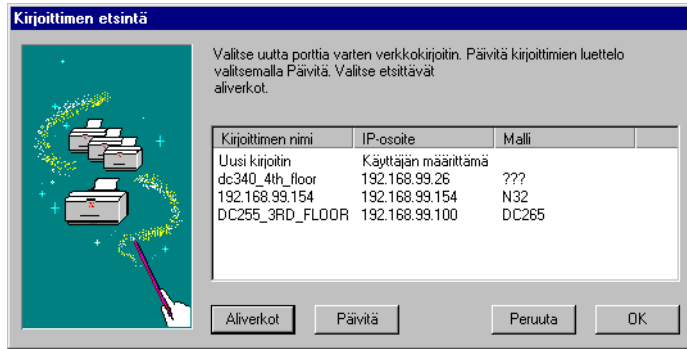 Kirjoittimen etsintä
Valitse uutta porttia varten verkkokirjoitin. Päivitä kirjoittimien luettelo
valitsemalla Päivitä. Valitse etsittävät
aliverkot.
Kirjoittimen nimi IP-osoite Malli
Uusi kirjoitin Käyttäjän määrittämä
dc340_4th_floor 192.168.99.26 ???
192.168.99.154 192.168.99.154 N32
DC255_3RD_FLOOR 192.168.99.100 DC265
Aliverkot Päivitä Peruuta OK